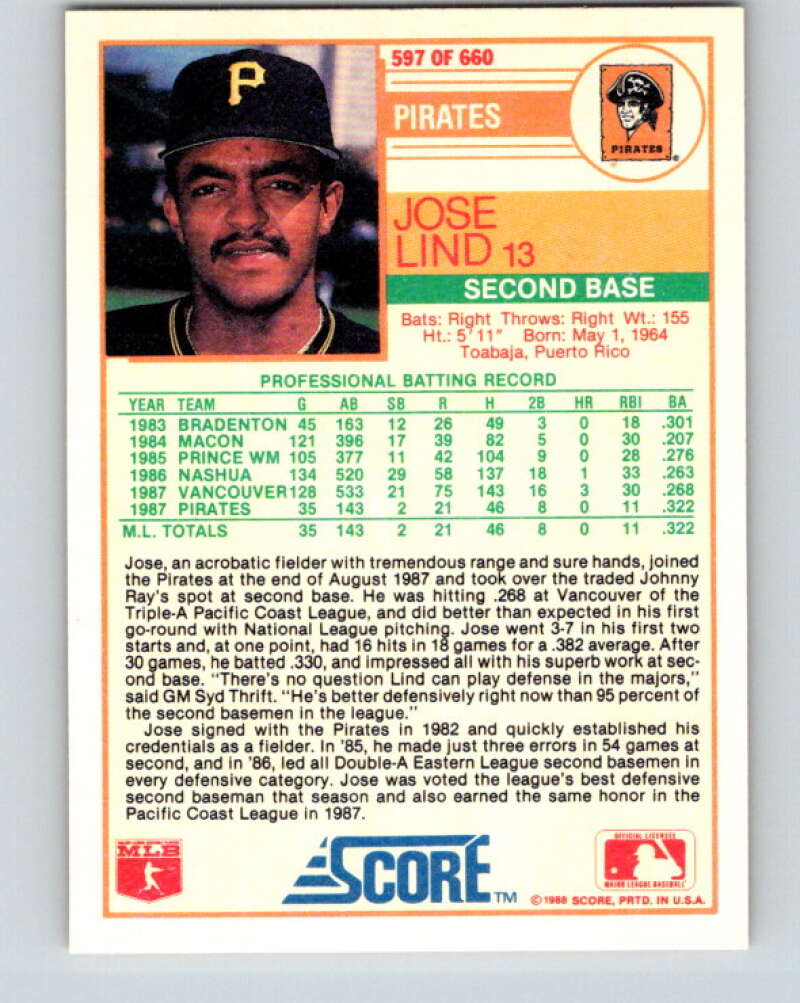 597 OF 660
P
PIRATES
PIRATES
®
JOSE
LIND 13
SECOND BASE
Bats: Right Throws: Right Wt.: 155
Ht.: 5'11" Born: May 1, 1964
Toabaja, Puerto Rico
PROFESSIONAL BATTING RECORD
YEAR TEAM G AB SB R H 2B HR RBI BA
1983 BRADENTON 45 163 12 26 49 3 0 18 .301
1984 MACON 121 396 17 39 82 5 0 30 .207
1985 PRINCE WM 105 377 11 42 104 9 0 28 .276
1986 NASHUA 134 520 29 58 137 18 1 33 .263
1987 VANCOUVER 128 533 21 75 143 16 3 30 .268
1987 PIRATES 35 143 2 21 46 8 0 11 .322
M.L. TOTALS 35 143 2 21 46 8 0 11 .322
Jose, an acrobatic fielder with tremendous range and sure hands, joined
the Pirates at the end of August 1987 and took over the traded Johnny
Ray's spot at second base. He was hitting .268 at Vancouver of the
Triple-A Pacific Coast League, and did better than expected in his first
go-round with National League pitching. Jose went 3-7 in his first two
starts and, at one point, had 16 hits in 18 games for a .382 average. After
30 games, he batted .330, and impressed all with his superb work at sec-
ond base. "There's no question Lind can play defense in the majors,"
said GM Syd Thrift. "He's better defensively right now than 95 percent of
the second basemen in the league."
Jose signed with the Pirates in 1982 and quickly established his
credentials as a fielder. In '85, he made just three errors in 54 games at
second, and in '86, led all Double-A Eastern League second basemen in
every defensive category. Jose was voted the league's best defensive
second baseman that season and also earned the same honor in the
Pacific Coast League in 1987.
MLB
SCORE™
OFFICIAL LICENSEE
MAJOR LEAGUE BASEBALL
©1988 SCORE, PRTD. IN U.S.A.